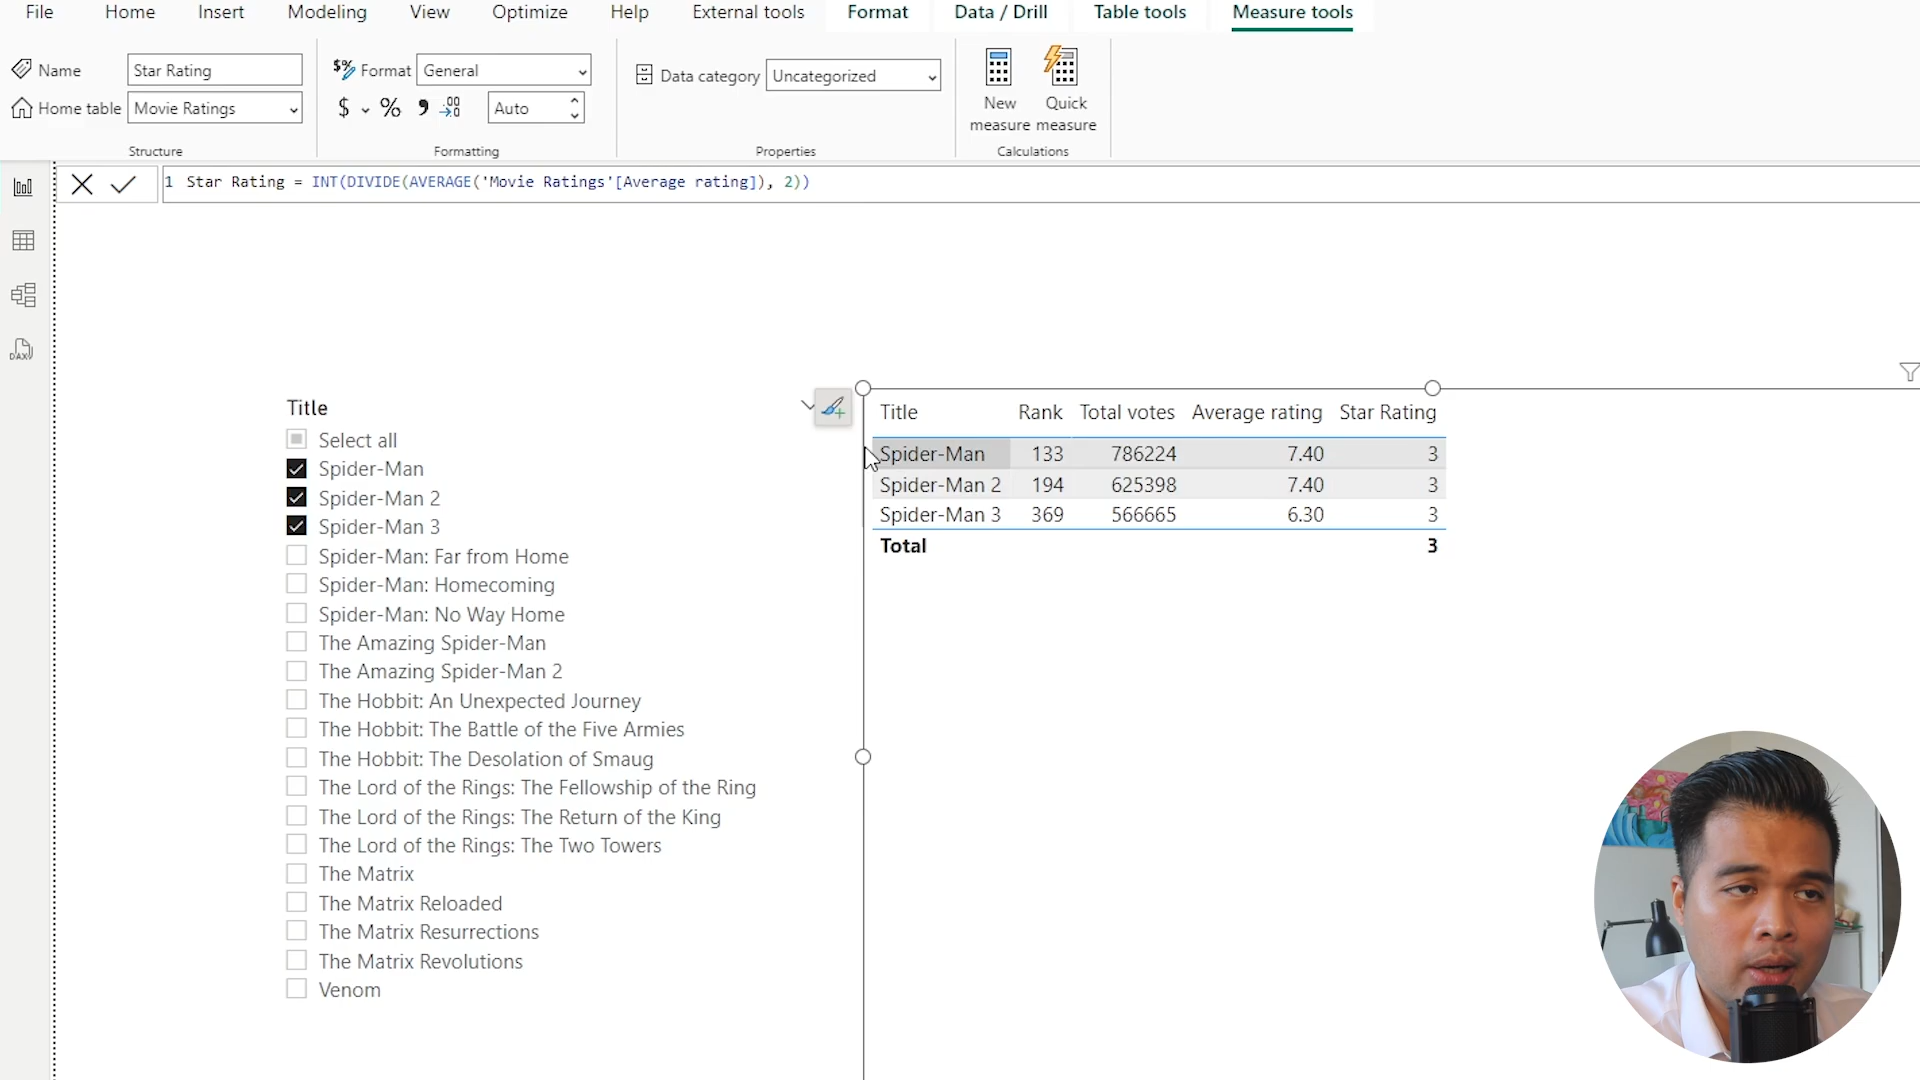 File Home Insert Modeling View Optimize Help External tools Format Data / Drill Table tools Measure tools
Name Star Rating
Home table Movie Ratings
Structure
$% Format General
$ % , .00 Auto
Formatting
Data category Uncategorized
Properties
New measure
Quick measure
Calculations
1 Star Rating = INT(DIVIDE(AVERAGE('Movie Ratings'[Average rating]), 2))
DAX
Title
Select all
Spider-Man
Spider-Man 2
Spider-Man 3
Spider-Man: Far from Home
Spider-Man: Homecoming
Spider-Man: No Way Home
The Amazing Spider-Man
The Amazing Spider-Man 2
The Hobbit: An Unexpected Journey
The Hobbit: The Battle of the Five Armies
The Hobbit: The Desolation of Smaug
The Lord of the Rings: The Fellowship of the Ring
The Lord of the Rings: The Return of the King
The Lord of the Rings: The Two Towers
The Matrix
The Matrix Reloaded
The Matrix Resurrections
The Matrix Revolutions
Venom
Title Rank Total votes Average rating Star Rating
Spider-Man 133 786224 7.40 3
Spider-Man 2 194 625398 7.40 3
Spider-Man 3 369 566665 6.30 3
Total 3